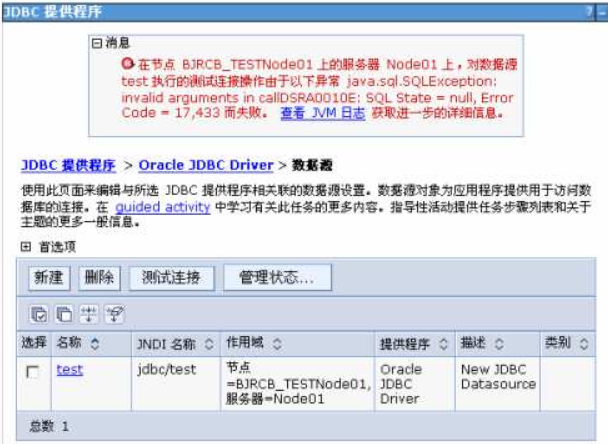 JDBC 提供程序 ? –
⊟ 消息
在节点 BJRCB_TESTNode01 上的服务器 Node01 上，对数据源
test 执行的测试连接操作由于以下异常 java.sql.SQLException:
invalid arguments in callDSRA0010E: SQL State = null, Error
Code = 17,433 而失败。 查看 JVM 日志 获取进一步的详细信息。
JDBC 提供程序 > Oracle JDBC Driver > 数据源
使用此页面来编辑与所选 JDBC 提供程序相关联的数据源设置。数据源对象为应用程序提供用于访问数
据库的连接。在 guided activity 中学习有关此任务的更多内容。指导性活动提供任务步骤列表和关于
主题的更多一般信息。
⊞ 首选项
新建 删除 测试连接 管理状态...
选择 名称 JNDI 名称 作用域 提供程序 描述 类别
test jdbc/test 节点 Oracle New JDBC
=BJRCB_TESTNode01, JDBC Datasource
服务器=Node01 Driver
总数 1